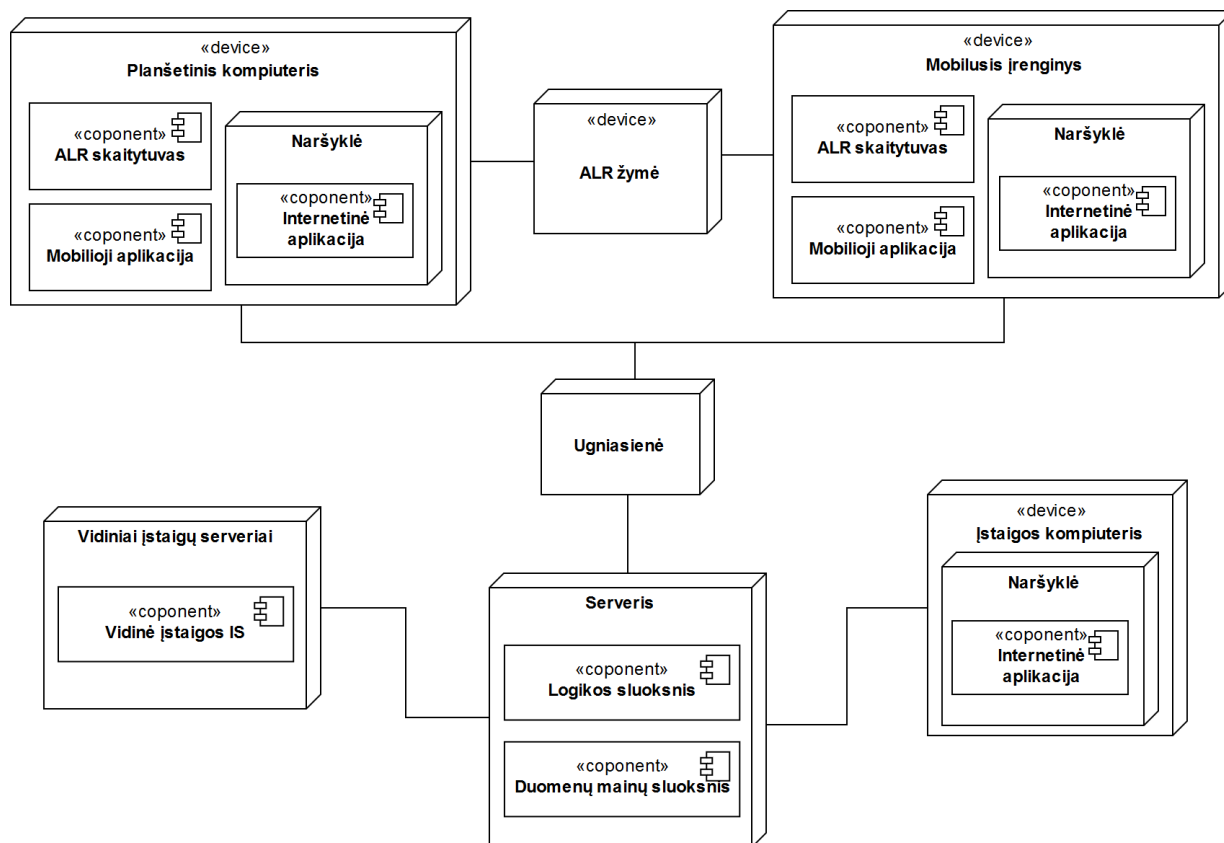 «device»
Planšetinis kompiuteris
«coponent»
ALR skaitytuvas
«coponent»
Mobilioji aplikacija
Naršyklė
«coponent»
Internetinė
aplikacija
«device»
ALR žymė
«device»
Mobilusis įrenginys
«coponent»
ALR skaitytuvas
«coponent»
Mobilioji aplikacija
Naršyklė
«coponent»
Internetinė
aplikacija
Ugniasienė
Vidiniai įstaigų serveriai
«coponent»
Vidinė įstaigos IS
Serveris
«coponent»
Logikos sluoksnis
«coponent»
Duomenų mainų sluoksnis
«device»
Įstaigos kompiuteris
Naršyklė
«coponent»
Internetinė
aplikacija